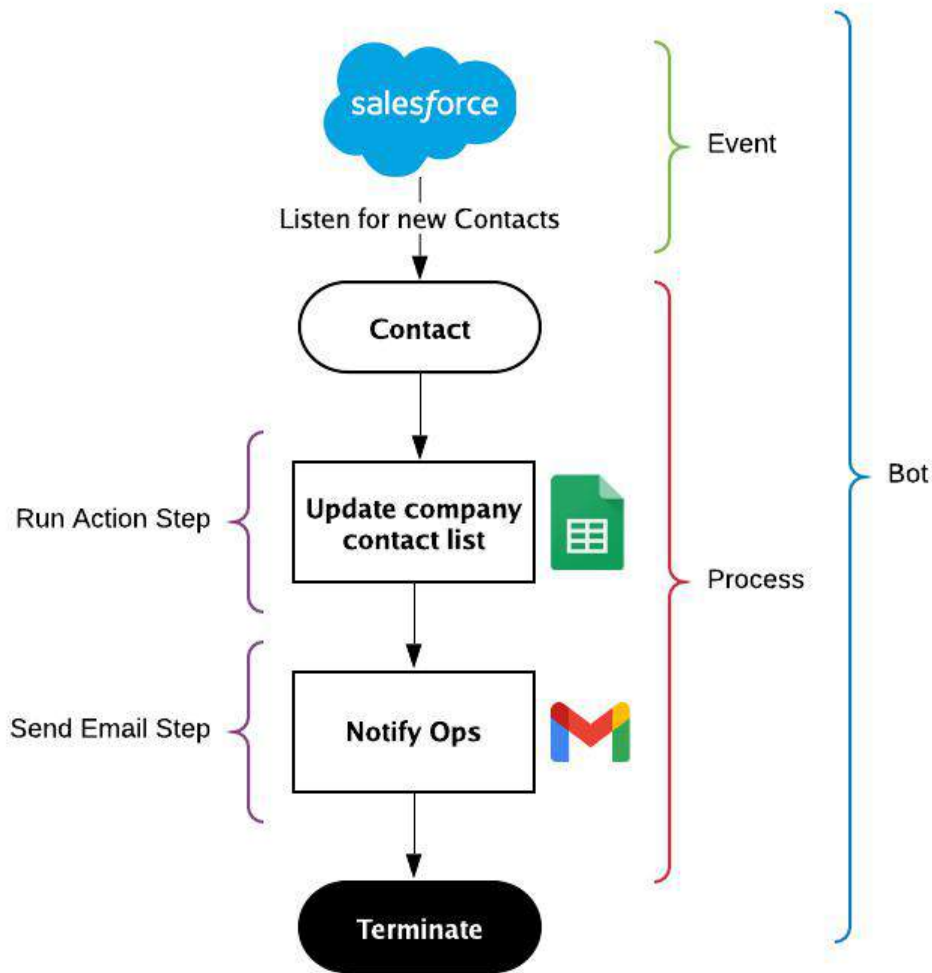 salesforce
Event
Listen for new Contacts
Contact
Bot
Run Action Step
Update company
contact list
Process
Send Email Step
Notify Ops
Terminate